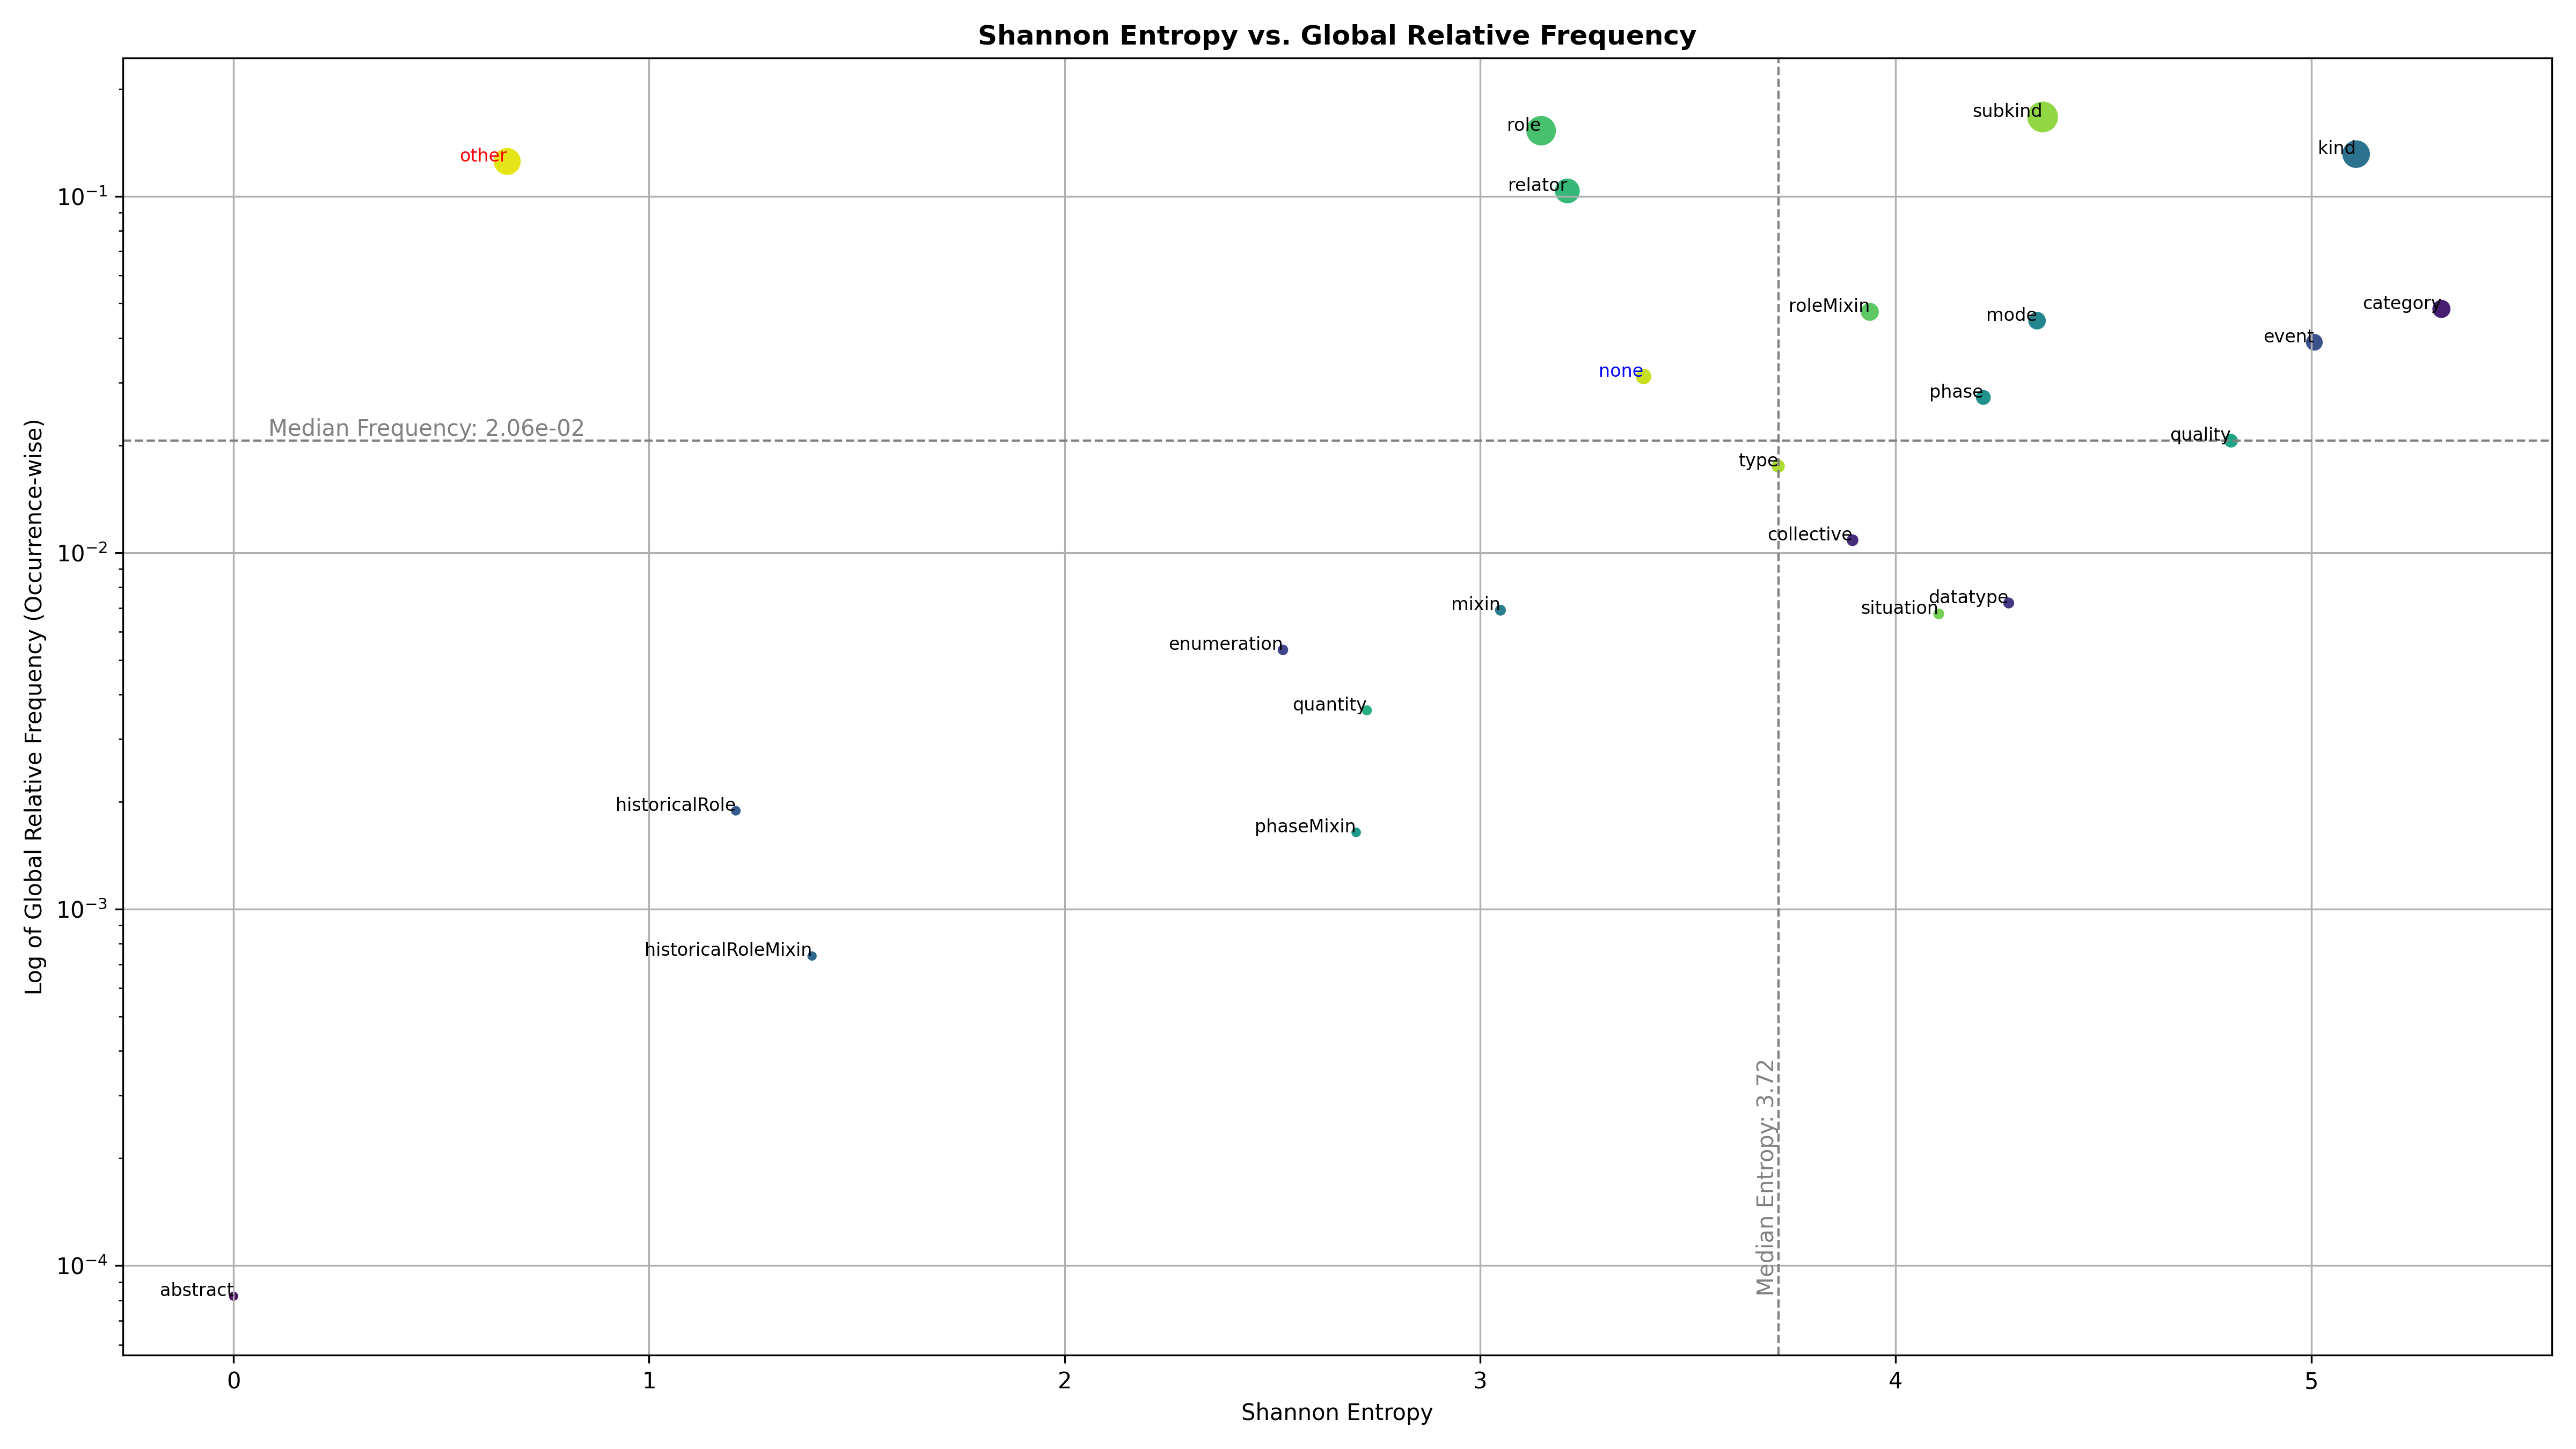 Shannon Entropy vs. Global Relative Frequency
subkind
role
kind
other
relator
10⁻¹
category
roleMixin
mode
event
none
phase
Median Frequency: 2.06e-02
quality
type
collective
10⁻²
datatype
mixin
situation
enumeration
quantity
historicalRole
phaseMixin
10⁻³
historicalRoleMixin
Median Entropy: 3.72
10⁻⁴
abstract
Log of Global Relative Frequency (Occurrence-wise)
0 1 2 3 4 5
Shannon Entropy